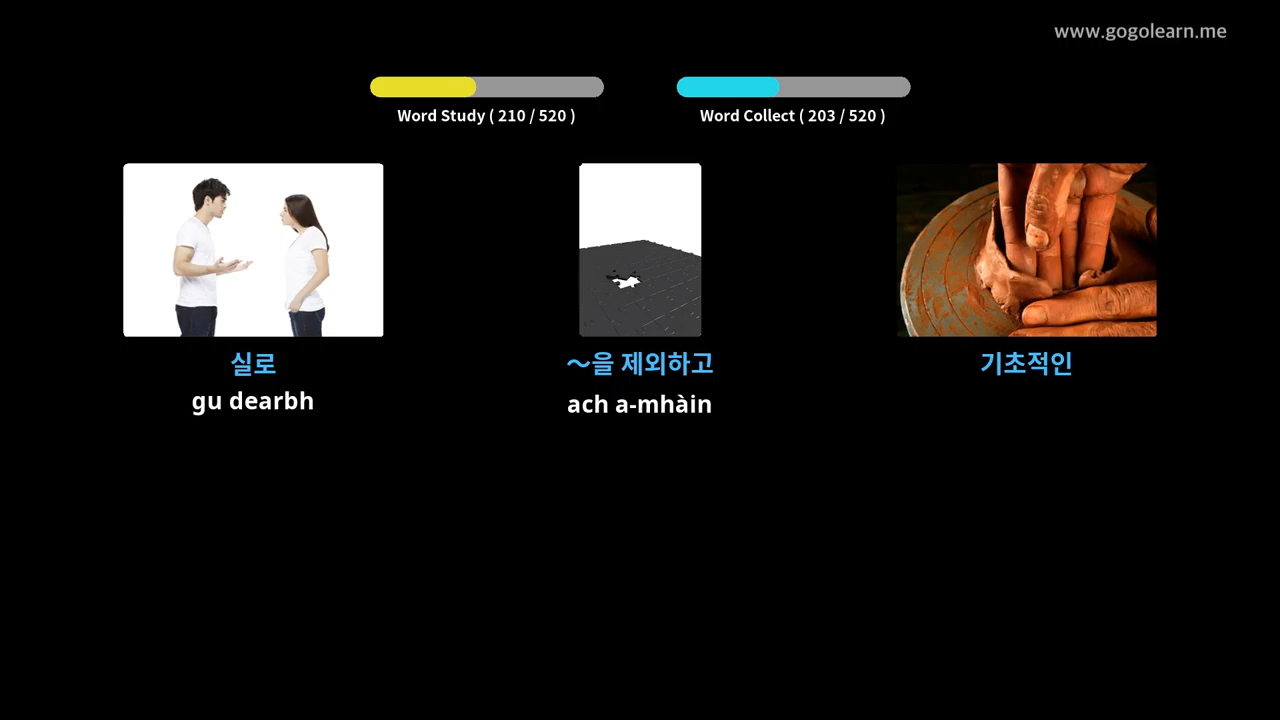 www.gogolearn.me
Word Study ( 210 / 520 )
Word Collect ( 203 / 520 )
실로
gu dearbh
～을 제외하고
ach a-mhàin
기초적인